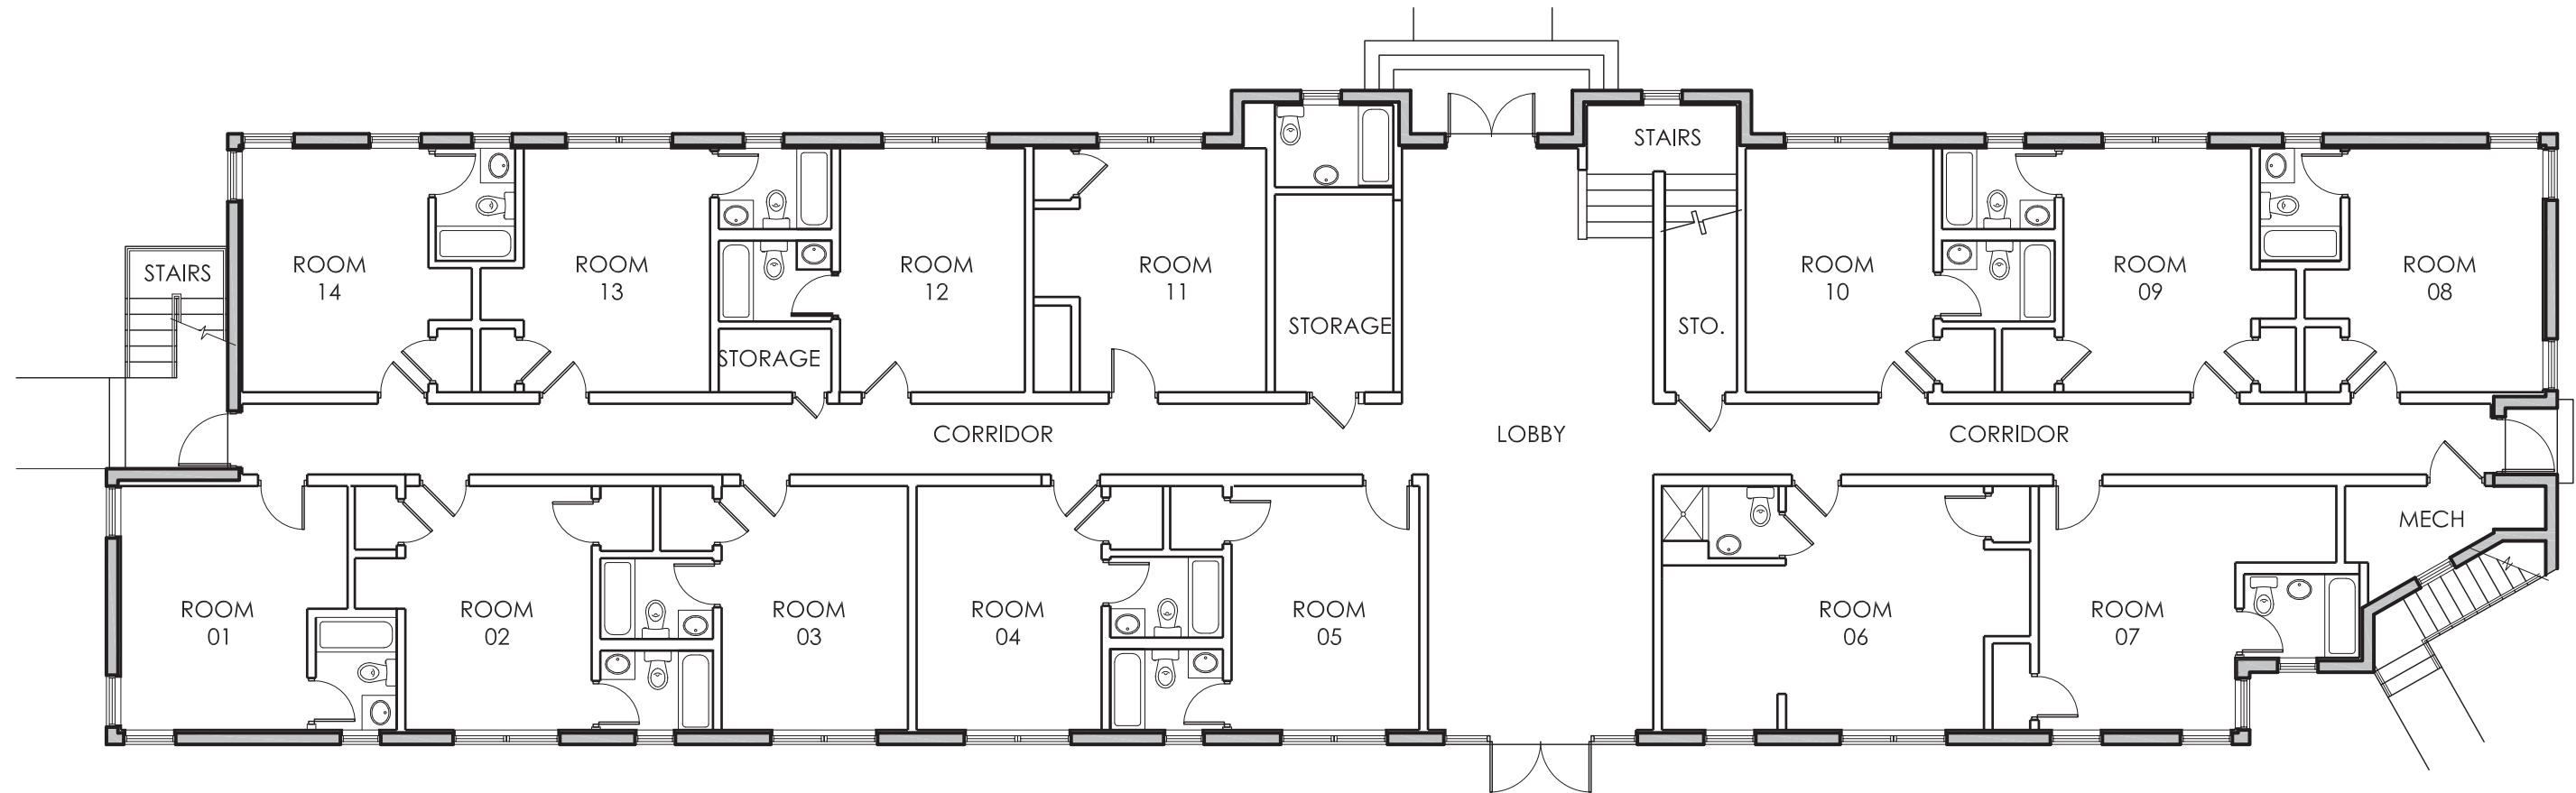 STAIRS
STAIRS
ROOM
14
ROOM
13
ROOM
12
ROOM
11
ROOM
10
ROOM
09
ROOM
08
STORAGE
STORAGE
STO.
CORRIDOR
LOBBY
CORRIDOR
MECH
ROOM
01
ROOM
02
ROOM
03
ROOM
04
ROOM
05
ROOM
06
ROOM
07